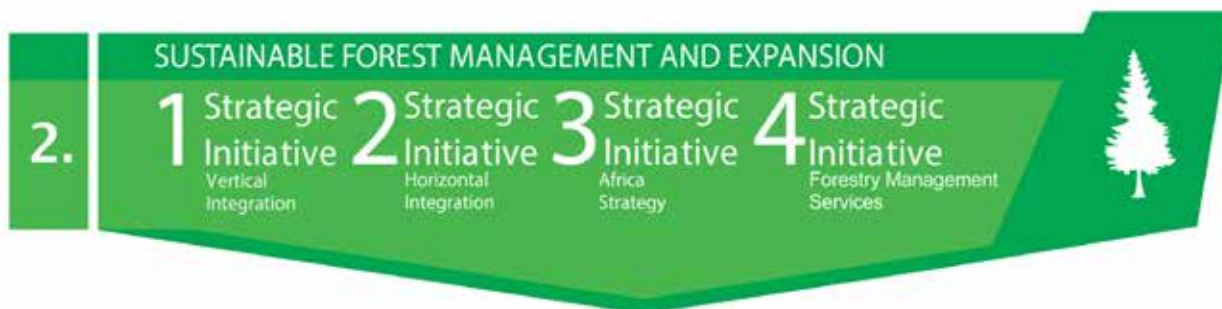 SUSTAINABLE FOREST MANAGEMENT AND EXPANSION
2.
1 Strategic Initiative
Vertical
Integration
2 Strategic Initiative
Horizontal
Integration
3 Strategic Initiative
Africa
Strategy
4 Strategic Initiative
Forestry Management
Services